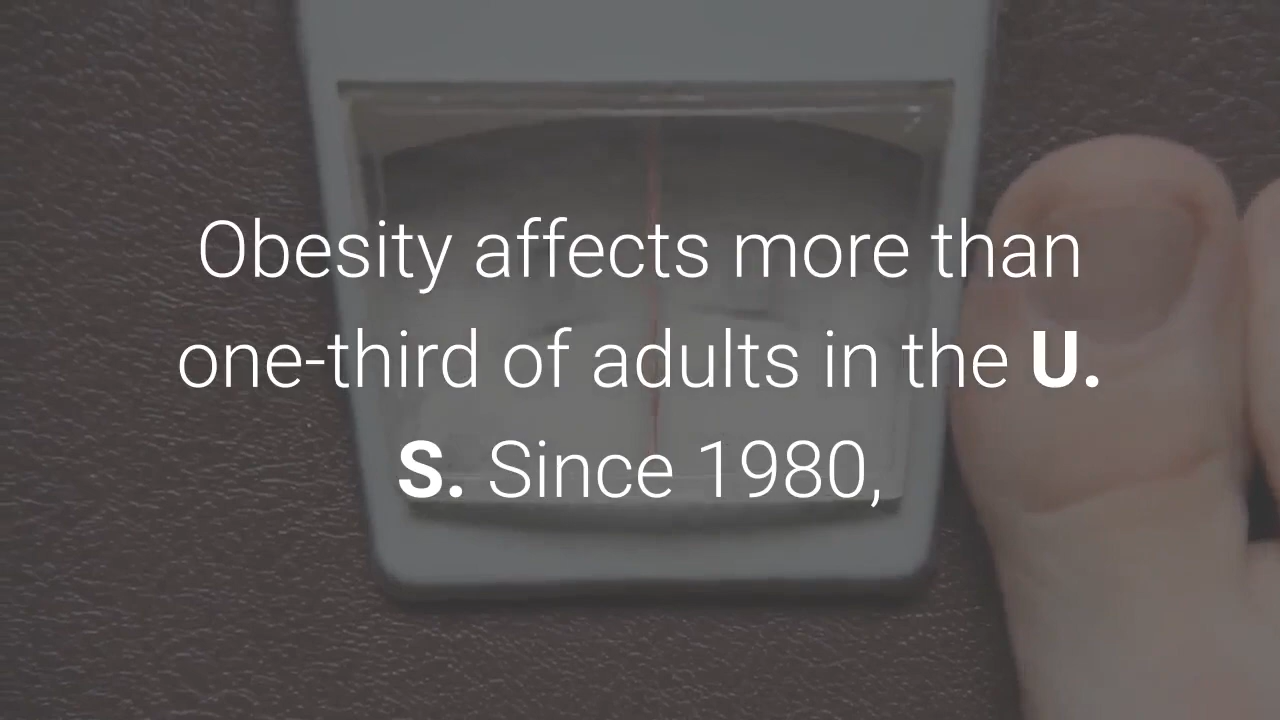 Obesity affects more than
one-third of adults in the U.
S. Since 1980,